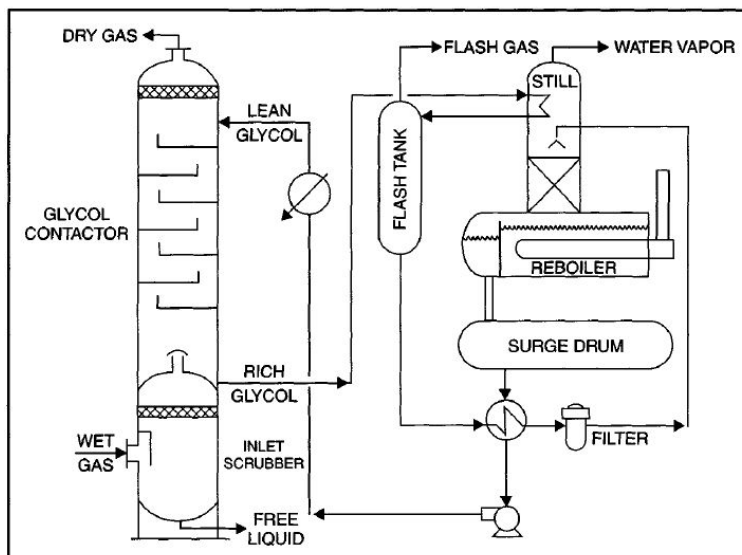 DRY GAS
FLASH GAS
WATER VAPOR
STILL
LEAN
GLYCOL
FLASH TANK
GLYCOL
CONTACTOR
REBOILER
SURGE DRUM
RICH
GLYCOL
WET
GAS
INLET
SCRUBBER
FILTER
FREE
LIQUID